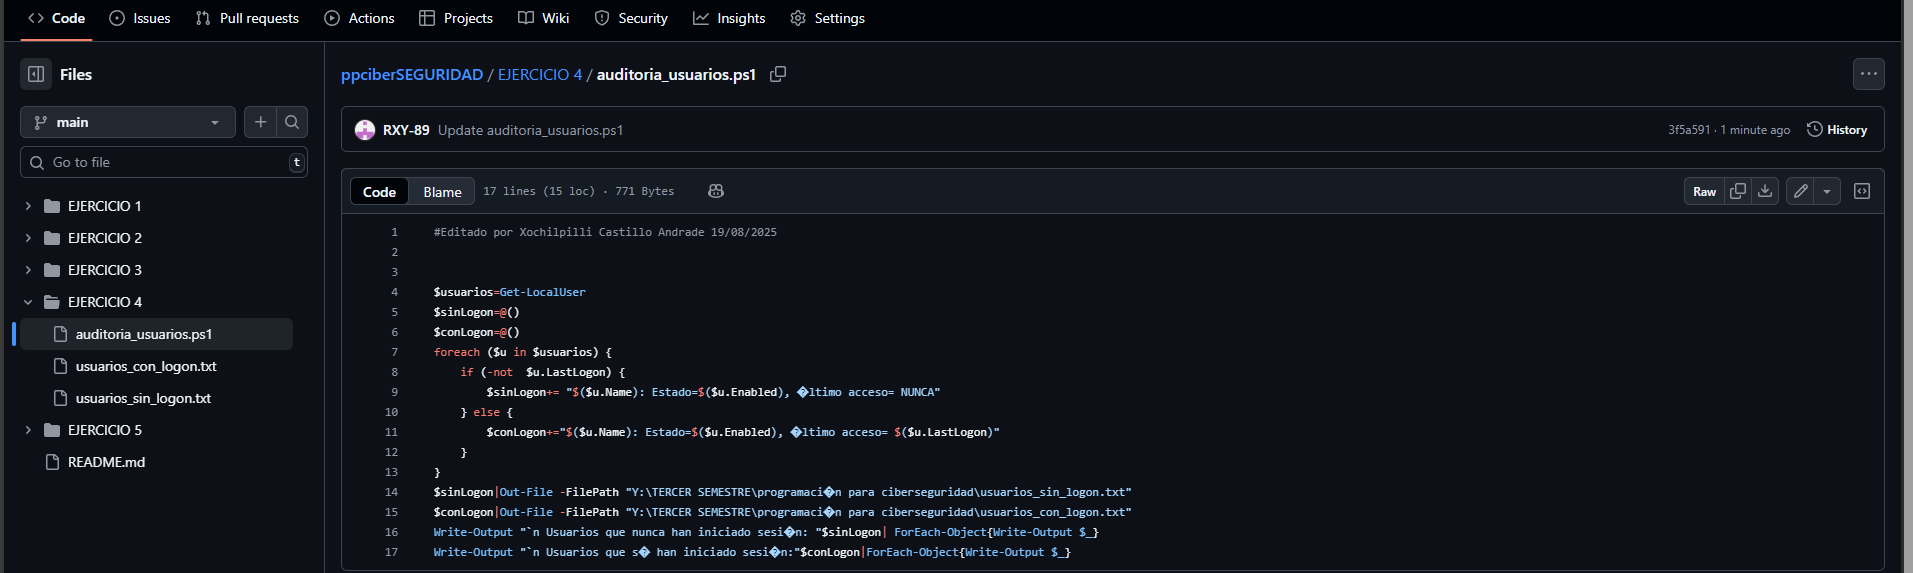 Code Issues Pull requests Actions Projects Wiki Security Insights Settings
Files
ppciberSEGURIDAD / EJERCICIO 4 / auditoria_usuarios.ps1
main
RXY-89 Update auditoria_usuarios.ps1 3f5a591 · 1 minute ago History
Go to file t
Code Blame 17 lines (15 loc) · 771 Bytes Raw
EJERCICIO 1
EJERCICIO 2
EJERCICIO 3
EJERCICIO 4
auditoria_usuarios.ps1
usuarios_con_logon.txt
usuarios_sin_logon.txt
EJERCICIO 5
README.md
1 #Editado por Xochilpilli Castillo Andrade 19/08/2025
2
3
4 $usuarios=Get-LocalUser
5 $sinLogon=@()
6 $conLogon=@()
7 foreach ($u in $usuarios) {
8 if (-not  $u.LastLogon) {
9 $sinLogon+= "$($u.Name): Estado=$($u.Enabled), �ltimo acceso= NUNCA"
10 } else {
11 $conLogon+="$($u.Name): Estado=$($u.Enabled), �ltimo acceso= $($u.LastLogon)"
12 }
13 }
14 $sinLogon|Out-File -FilePath "Y:\TERCER SEMESTRE\programaci�n para ciberseguridad\usuarios_sin_logon.txt"
15 $conLogon|Out-File -FilePath "Y:\TERCER SEMESTRE\programaci�n para ciberseguridad\usuarios_con_logon.txt"
16 Write-Output "`n Usuarios que nunca han iniciado sesi�n: "$sinLogon| ForEach-Object{Write-Output $_}
17 Write-Output "`n Usuarios que s� han iniciado sesi�n:"$conLogon|ForEach-Object{Write-Output $_}